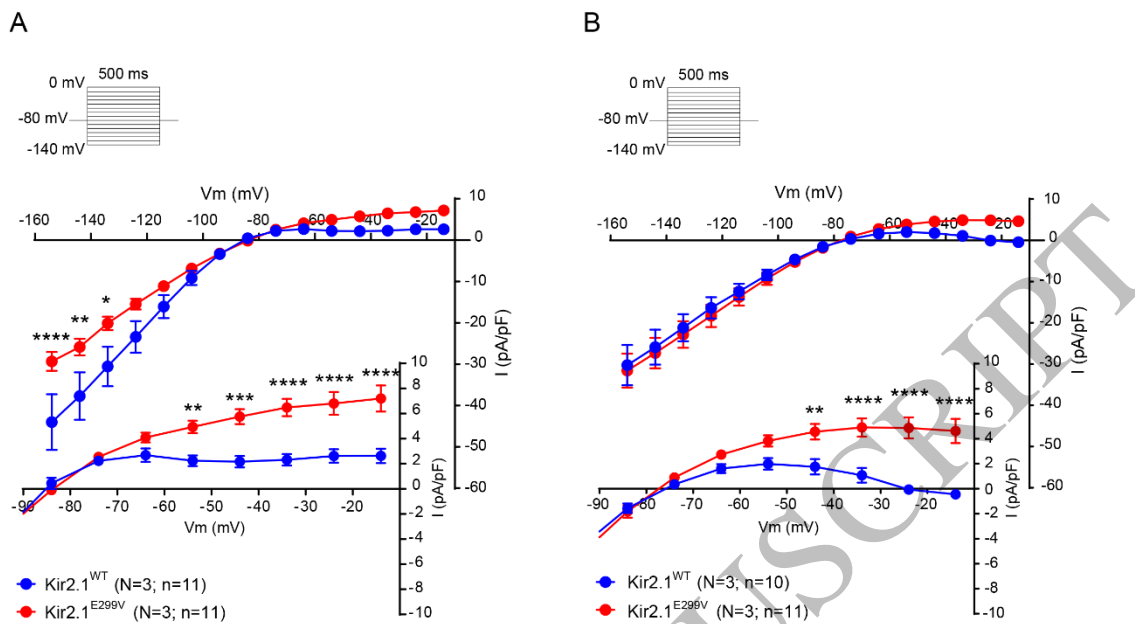 A
B
0 mV
500 ms
-80 mV
-140 mV
0 mV
500 ms
-80 mV
-140 mV
Vm (mV)
-160 -140 -120 -100 -80 -60 -40 -20
10
0
-10
-20
-30
-40
-50
-60
I (pA/pF)
* ** ****
** *** **** **** ****
10
8
6
4
2
0
-2
-4
-6
-8
-10
I (pA/pF)
-90 -80 -70 -60 -50 -40 -30 -20 -10
Vm (mV)
Kir2.1WT (N=3; n=11)
Kir2.1E299V (N=3; n=11)
Vm (mV)
-160 -140 -120 -100 -80 -60 -40 -20
10
0
-10
-20
-30
-40
-50
-60
I (pA/pF)
** **** **** ****
10
8
6
4
2
0
-2
-4
-6
-8
-10
I (pA/pF)
-90 -80 -70 -60 -50 -40 -30 -20 -10
Vm (mV)
Kir2.1WT (N=3; n=10)
Kir2.1E299V (N=3; n=11)
USCRIPT